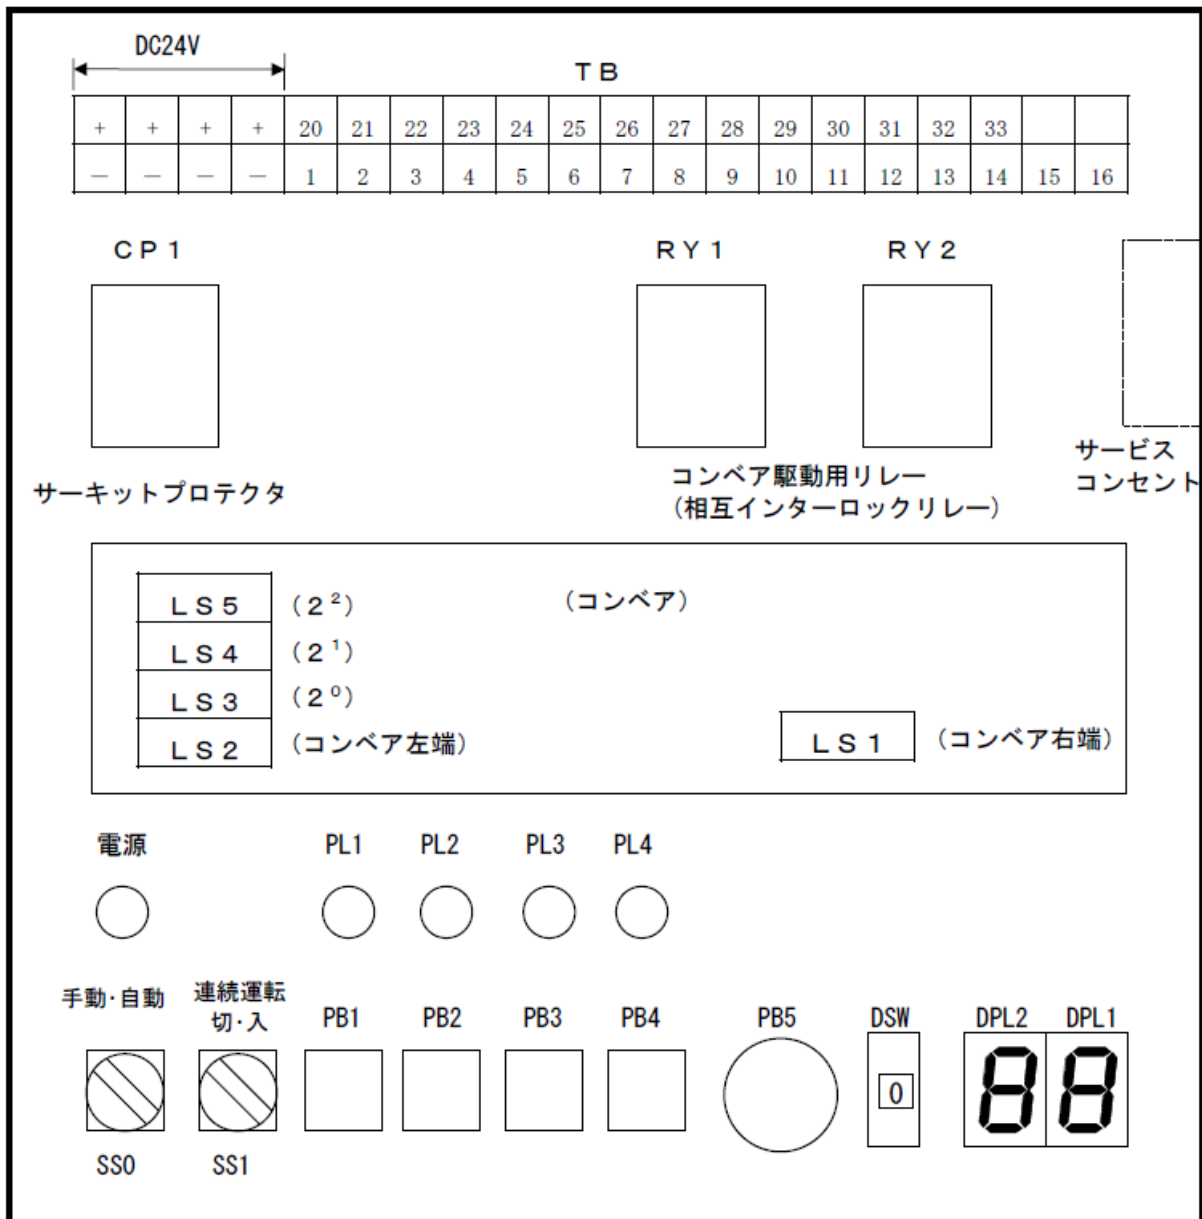 DC24V
ＴＢ
+ + + + 20 21 22 23 24 25 26 27 28 29 30 31 32 33
— — — — 1 2 3 4 5 6 7 8 9 10 11 12 13 14 15 16
ＣＰ１ ＲＹ１ ＲＹ２
サーキットプロテクタ
コンベア駆動用リレー
（相互インターロックリレー）
サービス
コンセント
ＬＳ５ （２²） （コンベア）
ＬＳ４ （２¹）
ＬＳ３ （２⁰）
ＬＳ２ （コンベア左端） ＬＳ１ （コンベア右端）
電源 PL1 PL2 PL3 PL4
手動･自動
連続運転
切･入
PB1 PB2 PB3 PB4 PB5 DSW DPL2 DPL1
0 88
SS0 SS1